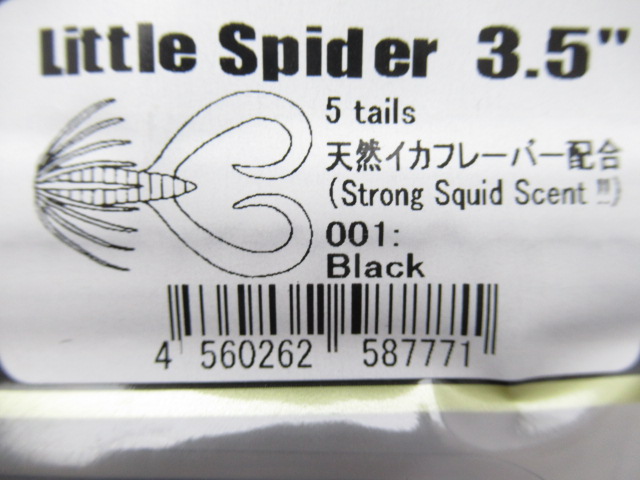 Little Spider 3.5"
5 tails
天然イカフレーバー配合
(Strong Squid Scent !!!)
001:
Black
4 560262 587771